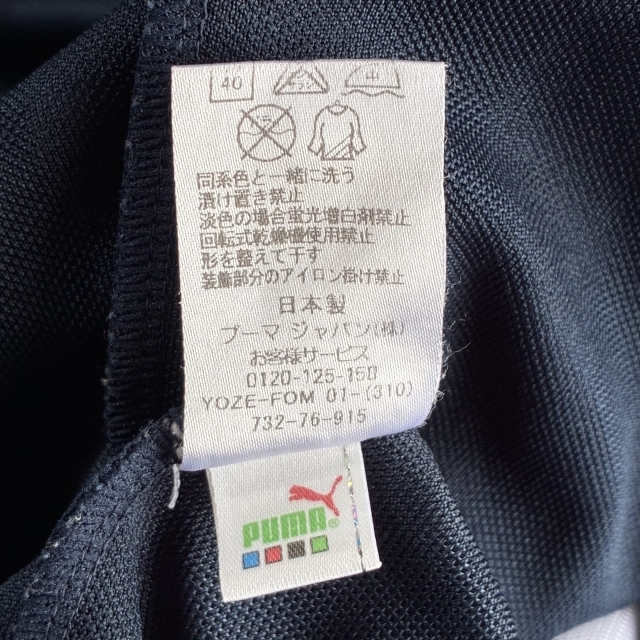 40
中
同系色と一緒に洗う
漬け置き禁止
淡色の場合蛍光増白剤禁止
回転式乾燥機使用禁止
形を整えて干す
装飾部分のアイロン掛け禁止
日本製
プーマ ジャパン(株)
お客様サービス
0120-125-150
YOZE-FOM 01-(310)
732-76-915
PUMA®